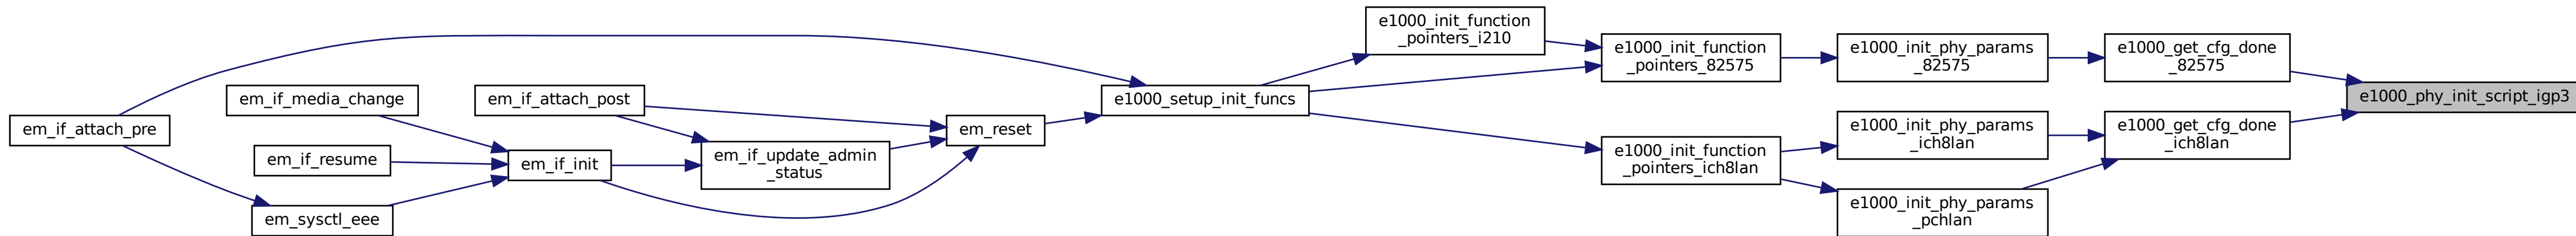 em_if_attach_pre
em_if_media_change
em_if_resume
em_sysctl_eee
em_if_attach_post
em_if_init
em_if_update_admin
_status
em_reset
e1000_setup_init_funcs
e1000_init_function
_pointers_i210
e1000_init_function
_pointers_82575
e1000_init_function
_pointers_ich8lan
e1000_init_phy_params
_82575
e1000_init_phy_params
_ich8lan
e1000_init_phy_params
_pchlan
e1000_get_cfg_done
_82575
e1000_get_cfg_done
_ich8lan
e1000_phy_init_script_igp3